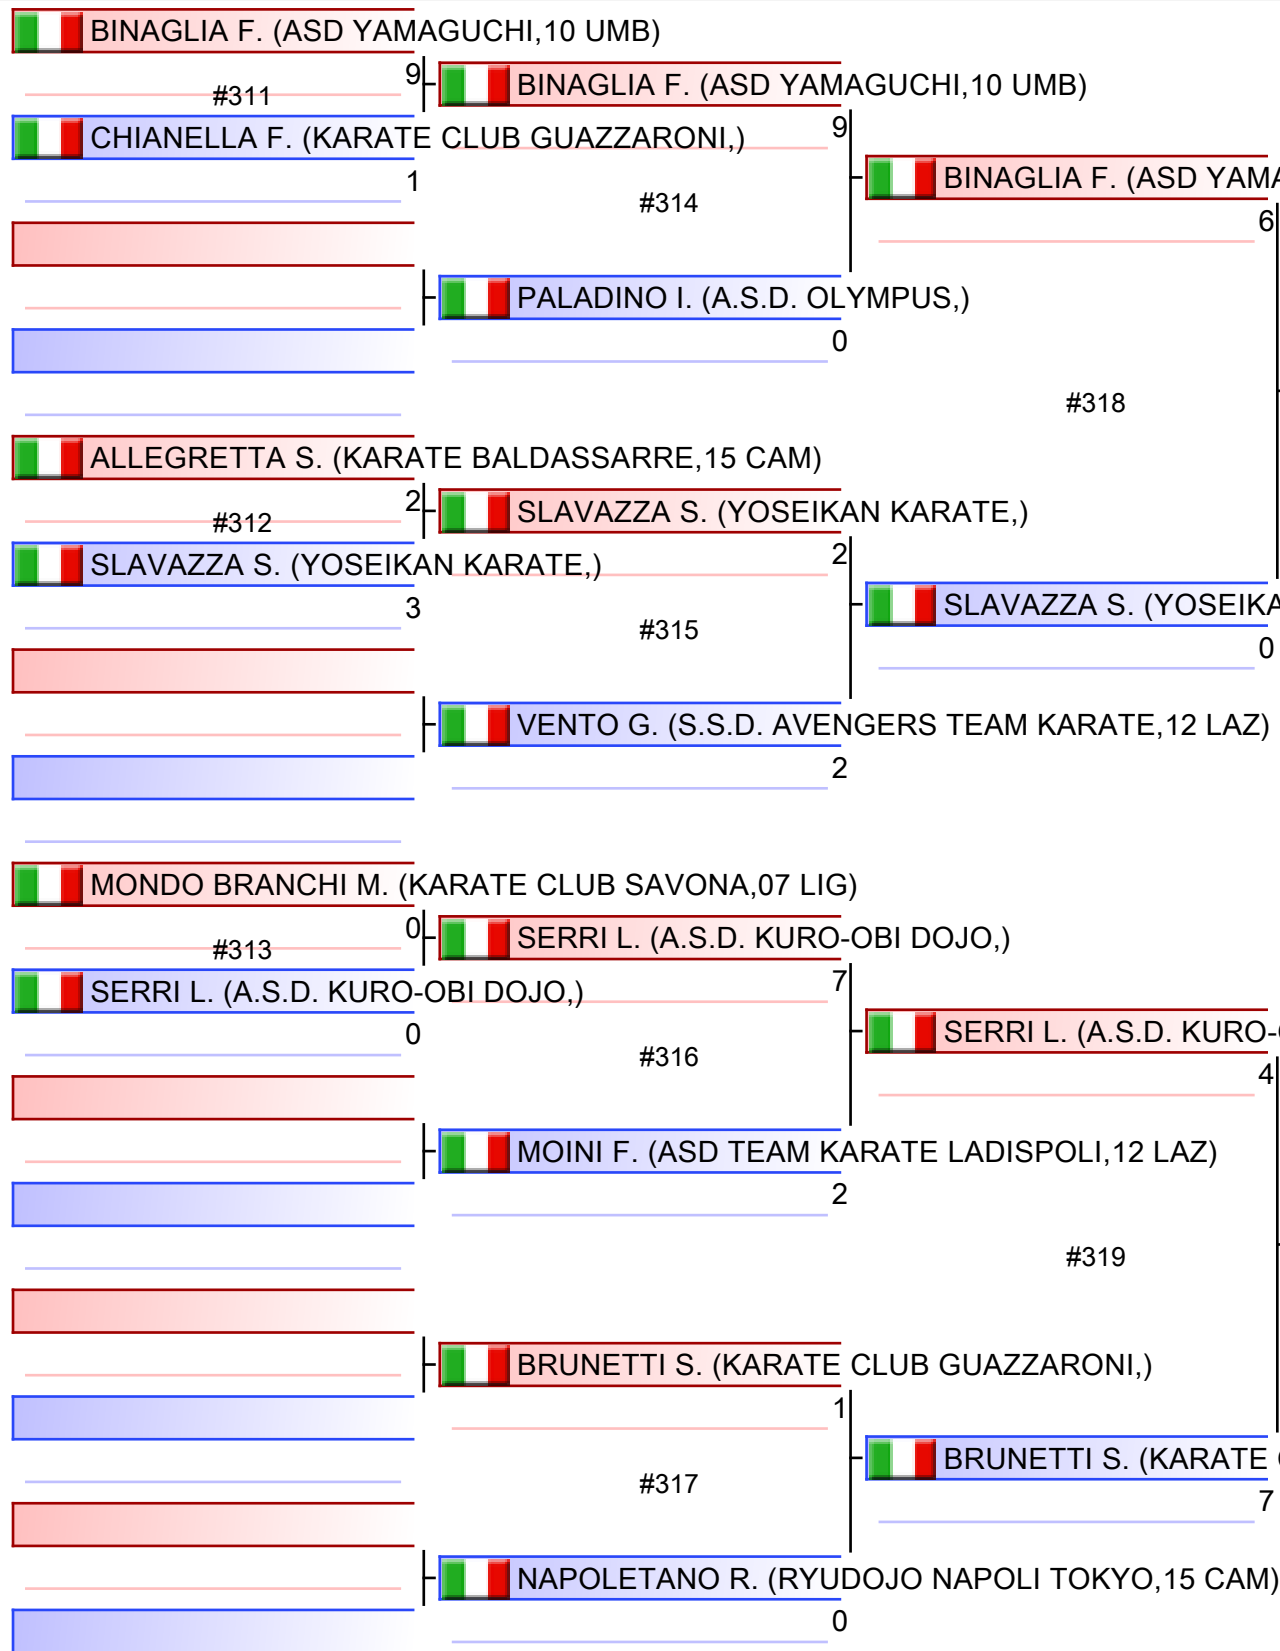 BINAGLIA F. (ASD YAMAGUCHI,10 UMB)
9
#311
CHIANELLA F. (KARATE CLUB GUAZZARONI,)
1
ALLEGRETTA S. (KARATE BALDASSARRE,15 CAM)
2
#312
SLAVAZZA S. (YOSEIKAN KARATE,)
3
MONDO BRANCHI M. (KARATE CLUB SAVONA,07 LIG)
0
#313
SERRI L. (A.S.D. KURO-OBI DOJO,)
0
BINAGLIA F. (ASD YAMAGUCHI,10 UMB)
9
#314
PALADINO I. (A.S.D. OLYMPUS,)
0
SLAVAZZA S. (YOSEIKAN KARATE,)
2
#315
VENTO G. (S.S.D. AVENGERS TEAM KARATE,12 LAZ)
2
SERRI L. (A.S.D. KURO-OBI DOJO,)
7
#316
MOINI F. (ASD TEAM KARATE LADISPOLI,12 LAZ)
2
BRUNETTI S. (KARATE CLUB GUAZZARONI,)
1
#317
NAPOLETANO R. (RYUDOJO NAPOLI TOKYO,15 CAM)
0
BINAGLIA F. (ASD YAMA
6
#318
SLAVAZZA S. (YOSEIKA
0
SERRI L. (A.S.D. KURO-
4
#319
BRUNETTI S. (KARATE
7